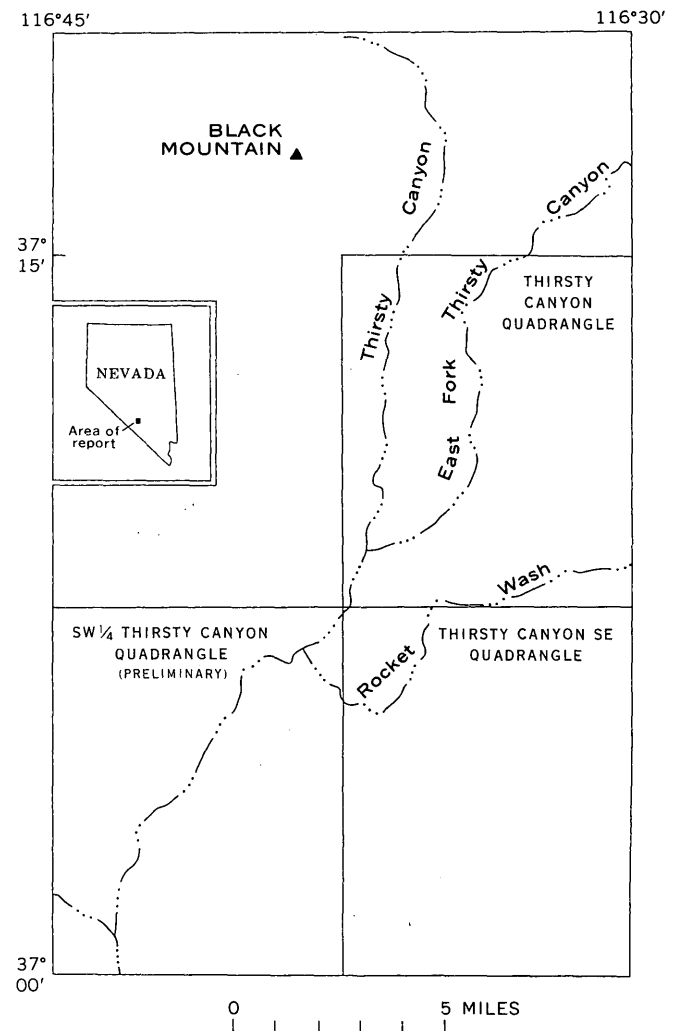 116°45′
116°30′
BLACK
MOUNTAIN
Canyon
Canyon
37°
15′
Thirsty
Thirsty
THIRSTY
CANYON
QUADRANGLE
NEVADA
Fork
Area of
report
East
Wash
SW¼ THIRSTY CANYON
QUADRANGLE
(PRELIMINARY)
THIRSTY CANYON SE
QUADRANGLE
Rocket
37°
00′
0 5 MILES